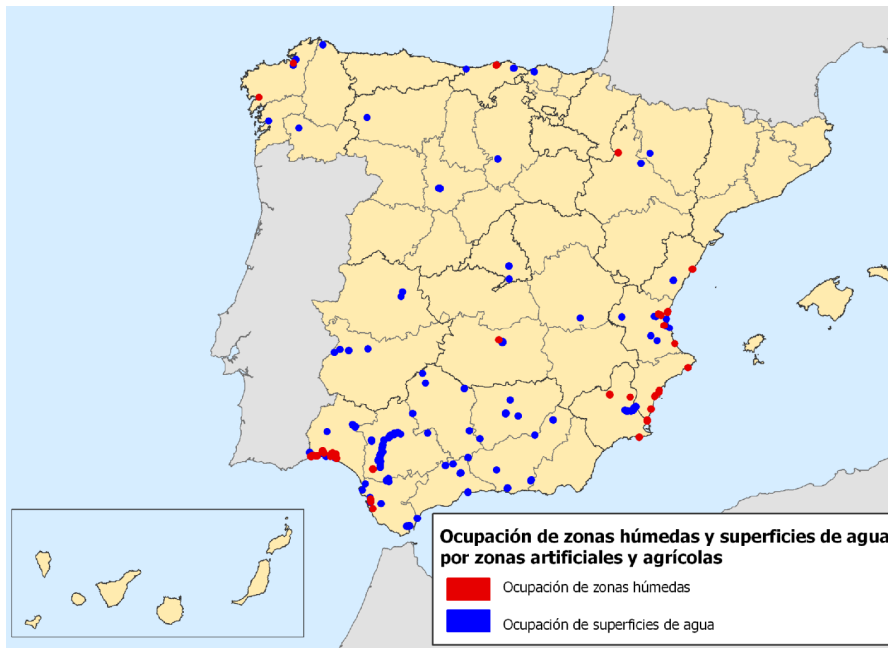 Ocupación de zonas húmedas y superficies de agua
por zonas artificiales y agrícolas
Ocupación de zonas húmedas
Ocupación de superficies de agua